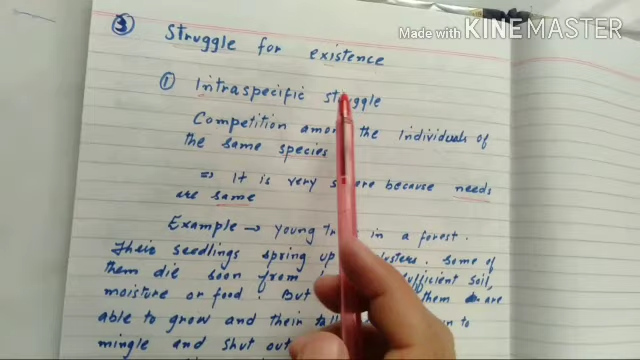 Made with KINEMASTER
③ Struggle for existence
① Intraspecific struggle
Competition among the individuals of
the same species
⇒ It is very because needs
are same
Example → young in a forest.
Their seedlings spring up some of
them die soon from sufficient soil,
moisture or food. But them are
able to grow and their to
mingle and shut out